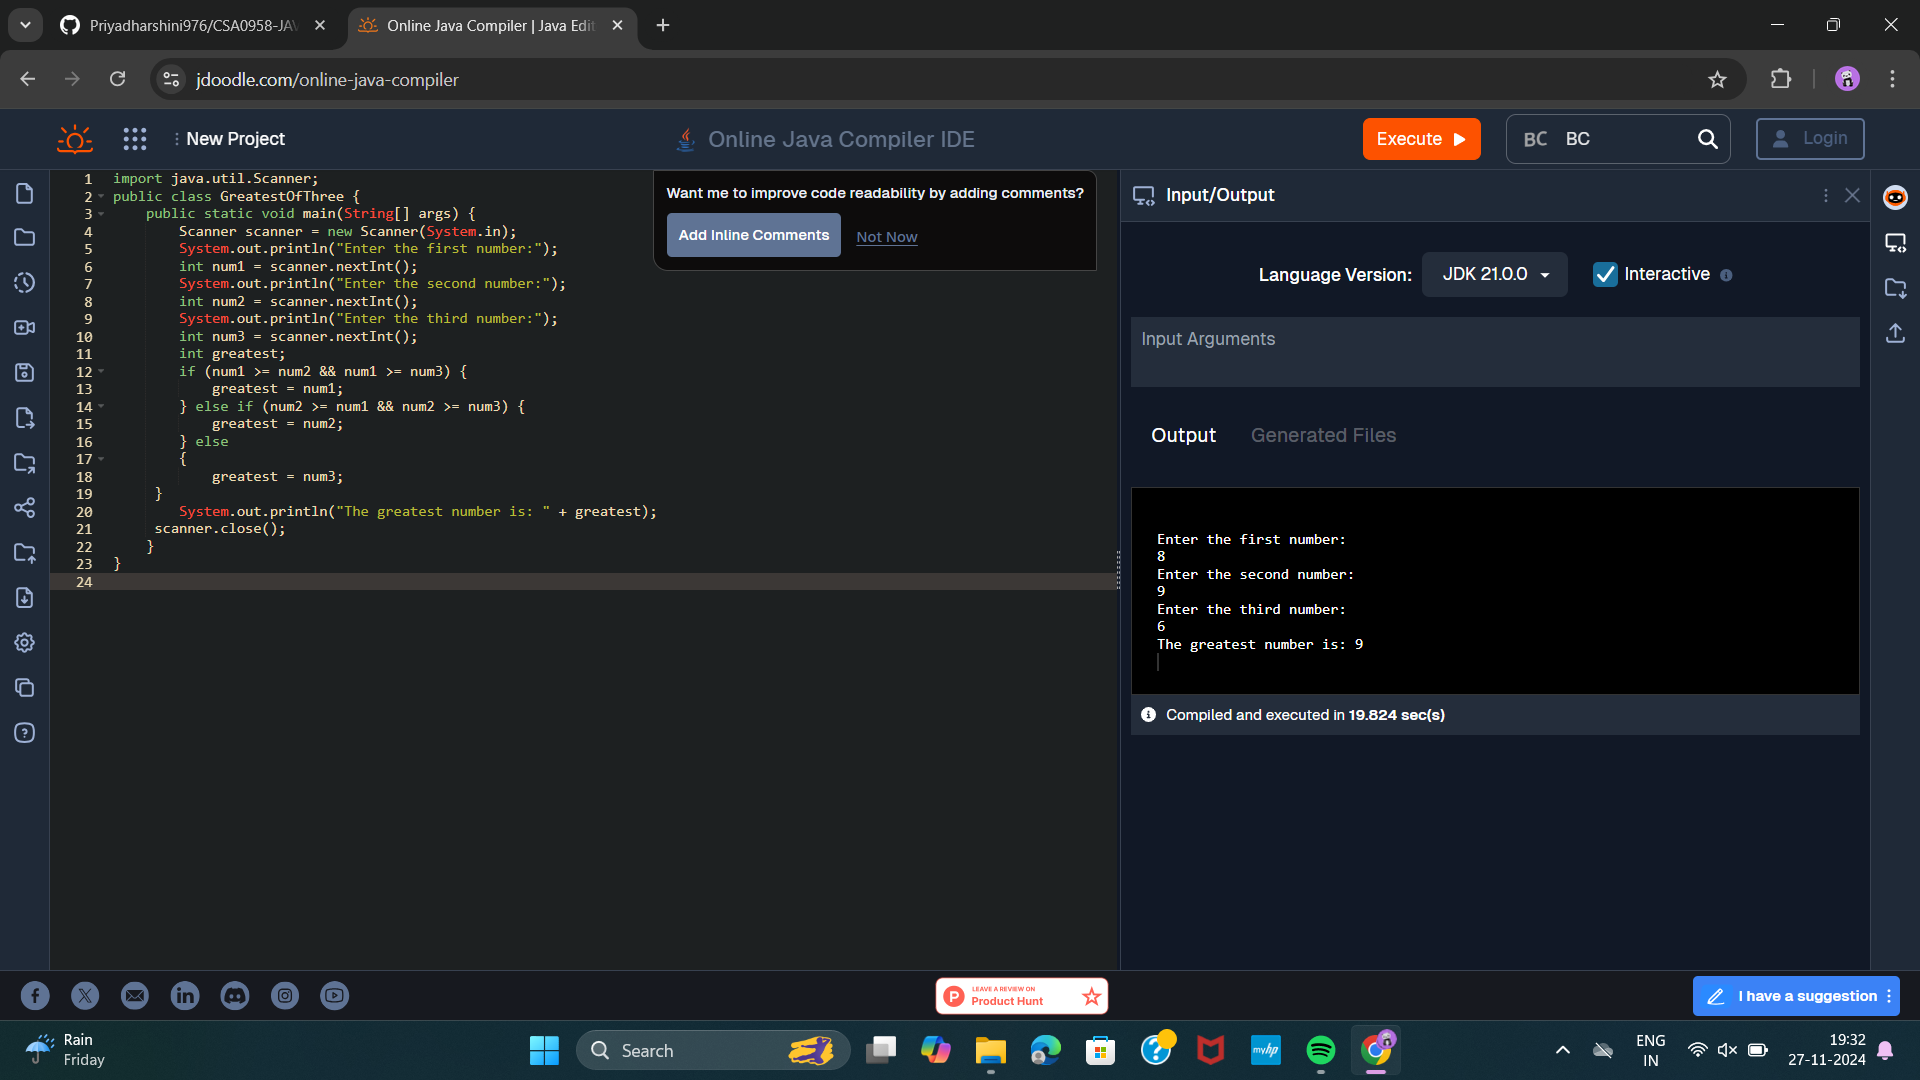 Priyadharshini976/CSA0958-JAV
Online Java Compiler | Java Edit
jdoodle.com/online-java-compiler
New Project
Online Java Compiler IDE
Execute
BC BC
Login
1 import java.util.Scanner;
2 public class GreatestOfThree {
3 public static void main(String[] args) {
4 Scanner scanner = new Scanner(System.in);
5 System.out.println("Enter the first number:");
6 int num1 = scanner.nextInt();
7 System.out.println("Enter the second number:");
8 int num2 = scanner.nextInt();
9 System.out.println("Enter the third number:");
10 int num3 = scanner.nextInt();
11 int greatest;
12 if (num1 >= num2 && num1 >= num3) {
13 greatest = num1;
14 } else if (num2 >= num1 && num2 >= num3) {
15 greatest = num2;
16 } else
17 {
18 greatest = num3;
19 }
20 System.out.println("The greatest number is: " + greatest);
21 scanner.close();
22 }
23 }
24
Want me to improve code readability by adding comments?
Add Inline Comments Not Now
Input/Output
Language Version: JDK 21.0.0 Interactive
Input Arguments
Output Generated Files
Enter the first number:
8
Enter the second number:
9
Enter the third number:
6
The greatest number is: 9
Compiled and executed in 19.824 sec(s)
LEAVE A REVIEW ON
Product Hunt
I have a suggestion
Rain
Friday
Search
myhp
ENG
IN
19:32
27-11-2024